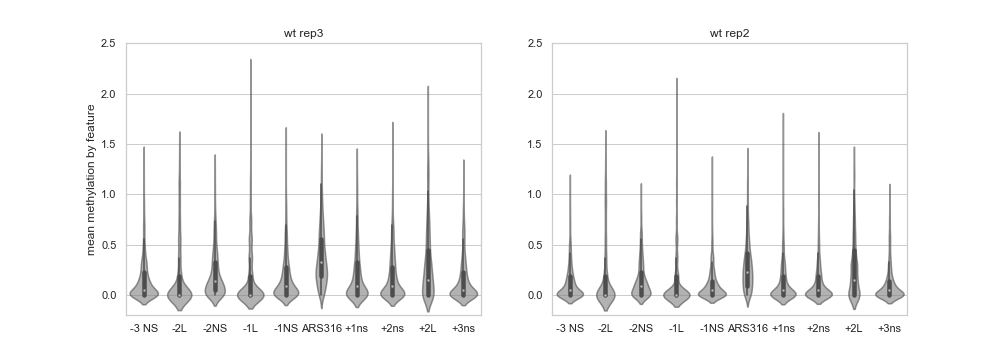 wt rep3
wt rep2
mean methylation by feature
2.5
2.0
1.5
1.0
0.5
0.0
-3 NS -2L -2NS -1L -1NS ARS316 +1ns +2ns +2L +3ns
2.5
2.0
1.5
1.0
0.5
0.0
-3 NS -2L -2NS -1L -1NS ARS316 +1ns +2ns +2L +3ns